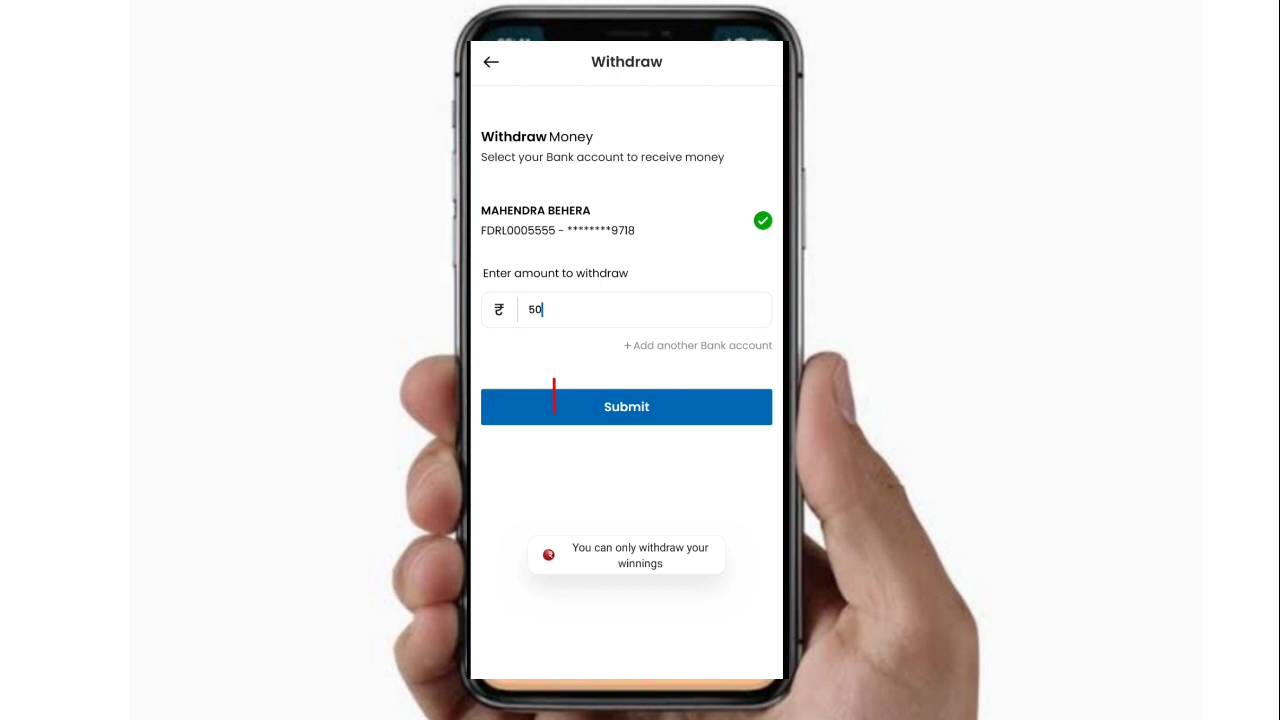 Withdraw
Withdraw Money
Select your Bank account to receive money
MAHENDRA BEHERA
FDRL0005555 - ********9718
Enter amount to withdraw
₹ 50
+ Add another Bank account
Submit
You can only withdraw your
winnings